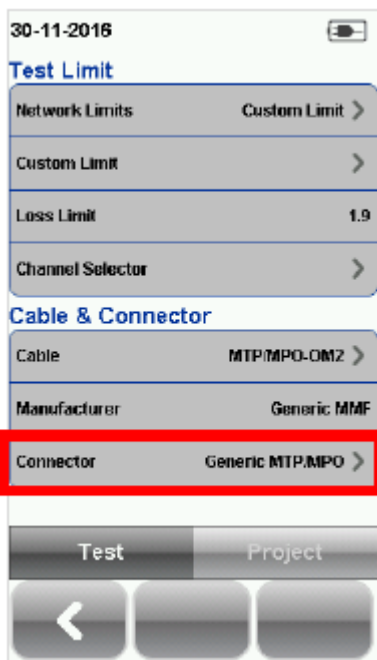 30-11-2016
Test Limit
Network Limits Custom Limit
Custom Limit
Loss Limit 1.9
Channel Selector
Cable & Connector
Cable MTP/MPO-OM2
Manufacturer Generic MMF
Connector Generic MTP/MPO
Test Project